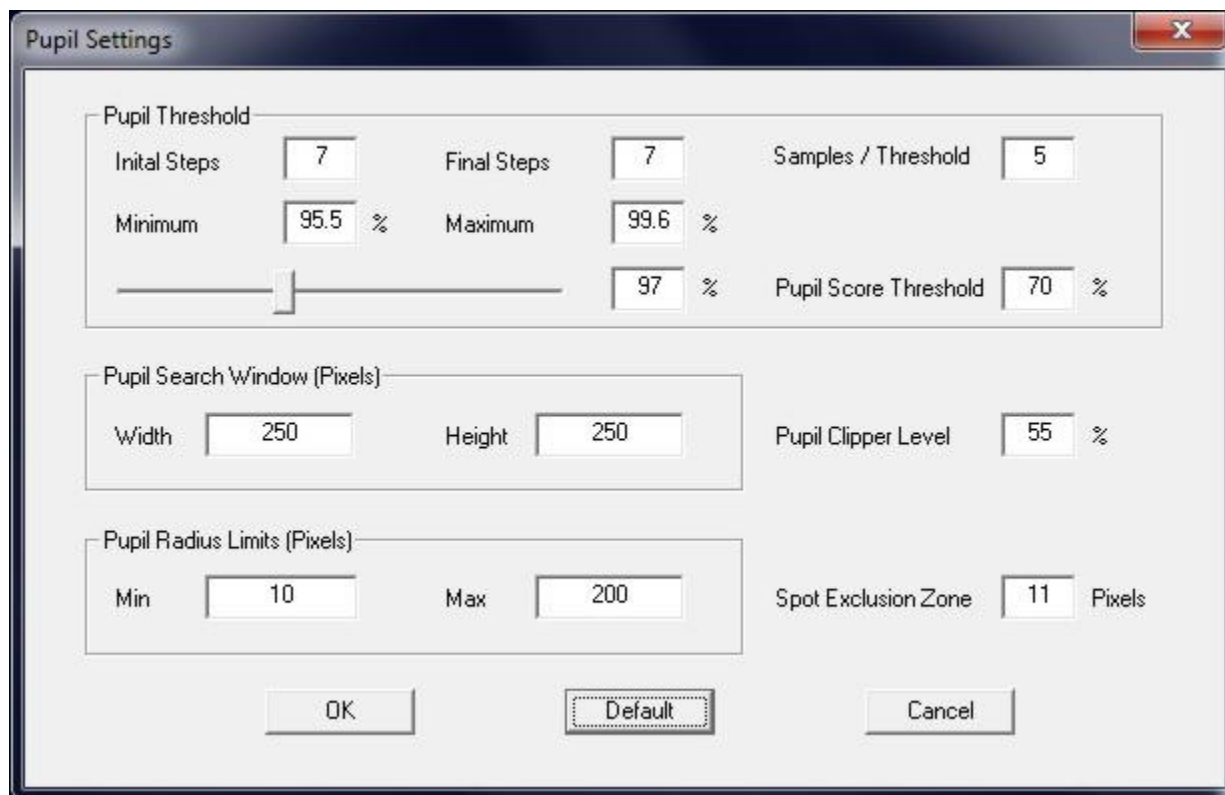 Pupil Settings
Pupil Threshold
Inital Steps 7 Final Steps 7 Samples / Threshold 5
Minimum 95.5 % Maximum 99.6 %
97 % Pupil Score Threshold 70 %
Pupil Search Window (Pixels)
Width 250 Height 250 Pupil Clipper Level 55 %
Pupil Radius Limits (Pixels)
Min 10 Max 200 Spot Exclusion Zone 11 Pixels
OK Default Cancel